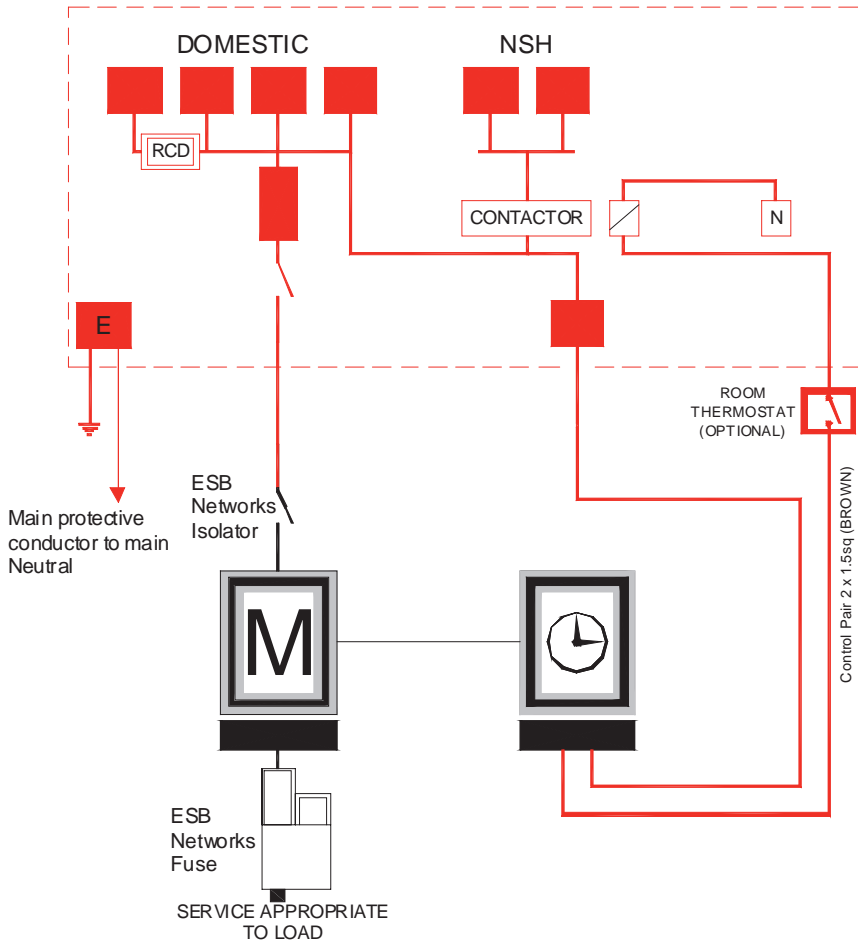 DOMESTIC
NSH
RCD
CONTACTOR
N
E
ROOM
THERMOSTAT
(OPTIONAL)
ESB
Networks
Isolator
Main protective
conductor to main
Neutral
Control Pair 2 x 1.5sq (BROWN)
M
ESB
Networks
Fuse
SERVICE APPROPRIATE
TO LOAD